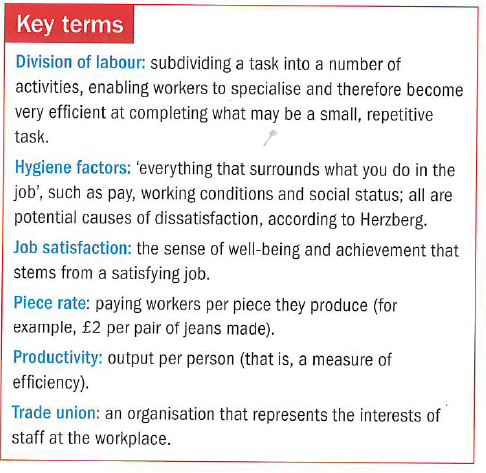 Key terms
Division of labour: subdividing a task into a number of
activities, enabling workers to specialise and therefore become
very efficient at completing what may be a small, repetitive
task.
Hygiene factors: 'everything that surrounds what you do in the
job', such as pay, working conditions and social status; all are
potential causes of dissatisfaction, according to Herzberg.
Job satisfaction: the sense of well-being and achievement that
stems from a satisfying job.
Piece rate: paying workers per piece they produce (for
example, £2 per pair of jeans made).
Productivity: output per person (that is, a measure of
efficiency).
Trade union: an organisation that represents the interests of
staff at the workplace.